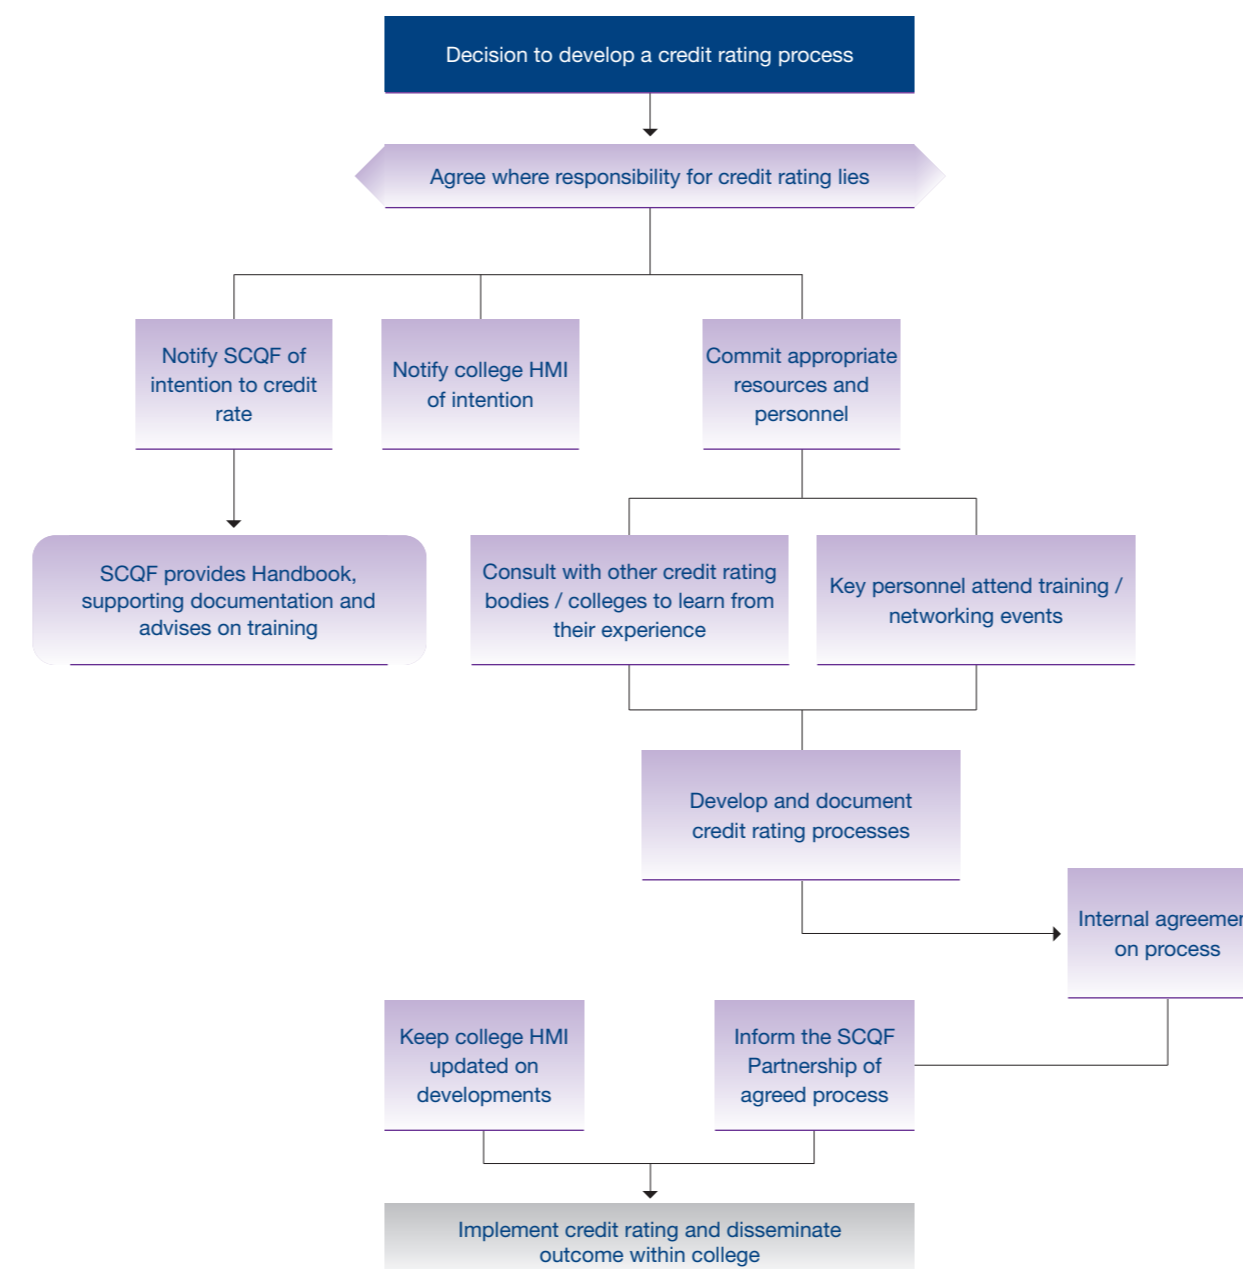 Decision to develop a credit rating process
Agree where responsibility for credit rating lies
Notify SCQF of
intention to credit
rate
Notify college HMI
of intention
Commit appropriate
resources and
personnel
SCQF provides Handbook,
supporting documentation and
advises on training
Consult with other credit rating
bodies / colleges to learn from
their experience
Key personnel attend training /
networking events
Develop and document
credit rating processes
Internal agreemen
on process
Keep college HMI
updated on
developments
Inform the SCQF
Partnership of
agreed process
Implement credit rating and disseminate
outcome within college